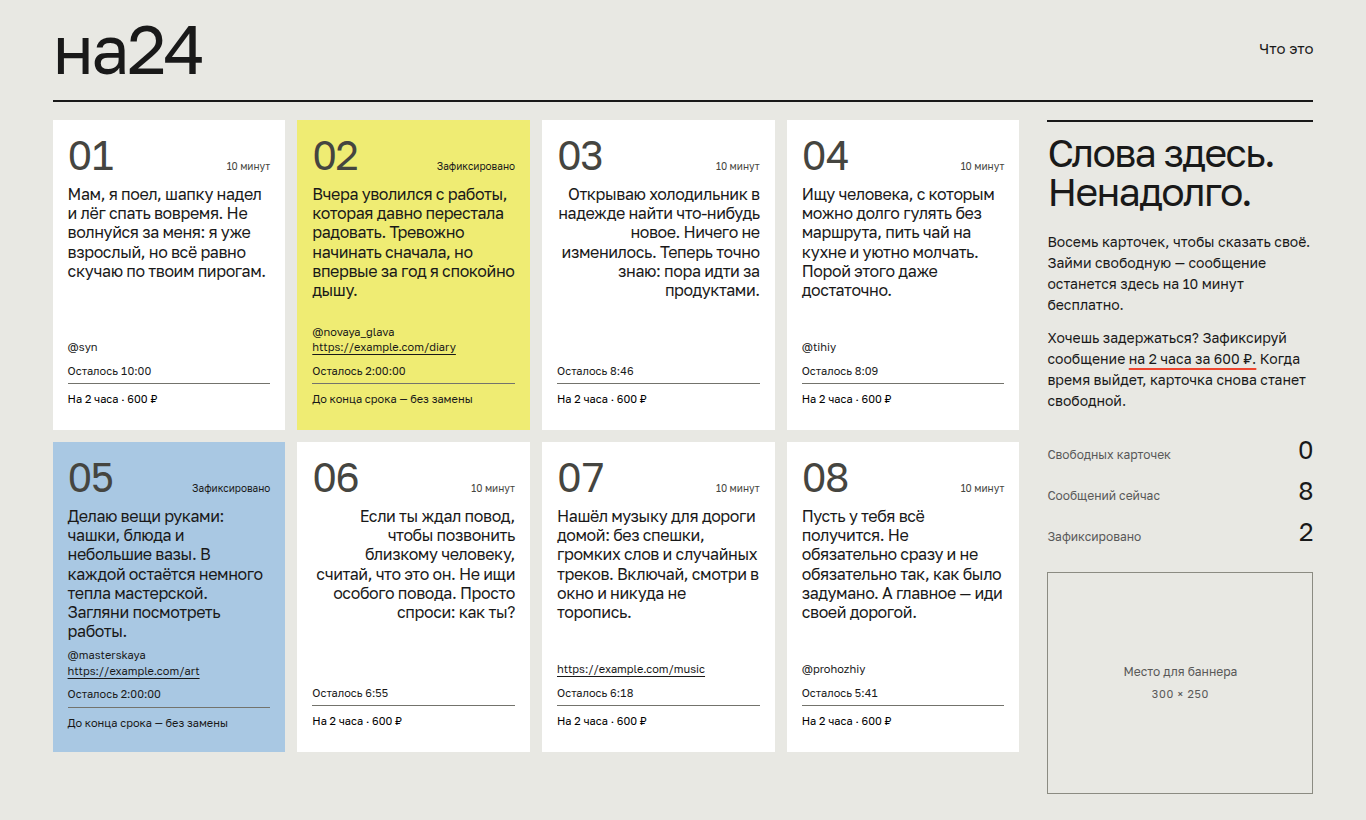 на24
Что это
01
10 минут
Мам, я поел, шапку надел
и лёг спать вовремя. Не
волнуйся за меня: я уже
взрослый, но всё равно
скучаю по твоим пирогам.
@syn
Осталось 10:00
На 2 часа · 600 ₽
02
Зафиксировано
Вчера уволился с работы,
которая давно перестала
радовать. Тревожно
начинать сначала, но
впервые за год я спокойно
дышу.
@novaya_glava
https://example.com/diary
Осталось 2:00:00
До конца срока — без замены
03
10 минут
Открываю холодильник в
надежде найти что-нибудь
новое. Ничего не
изменилось. Теперь точно
знаю: пора идти за
продуктами.
Осталось 8:46
На 2 часа · 600 ₽
04
10 минут
Ищу человека, с которым
можно долго гулять без
маршрута, пить чай на
кухне и уютно молчать.
Порой этого даже
достаточно.
@tihiy
Осталось 8:09
На 2 часа · 600 ₽
05
Зафиксировано
Делаю вещи руками:
чашки, блюда и
небольшие вазы. В
каждой остаётся немного
тепла мастерской.
Загляни посмотреть
работы.
@masterskaya
https://example.com/art
Осталось 2:00:00
До конца срока — без замены
06
10 минут
Если ты ждал повод,
чтобы позвонить
близкому человеку,
считай, что это он. Не ищи
особого повода. Просто
спроси: как ты?
Осталось 6:55
На 2 часа · 600 ₽
07
10 минут
Нашёл музыку для дороги
домой: без спешки,
громких слов и случайных
треков. Включай, смотри в
окно и никуда не
торопись.
https://example.com/music
Осталось 6:18
На 2 часа · 600 ₽
08
10 минут
Пусть у тебя всё
получится. Не
обязательно сразу и не
обязательно так, как было
задумано. А главное — иди
своей дорогой.
@prohozhiy
Осталось 5:41
На 2 часа · 600 ₽
Слова здесь.
Ненадолго.
Восемь карточек, чтобы сказать своё.
Займи свободную — сообщение
останется здесь на 10 минут
бесплатно.
Хочешь задержаться? Зафиксируй
сообщение на 2 часа за 600 ₽. Когда
время выйдет, карточка снова станет
свободной.
Свободных карточек 0
Сообщений сейчас 8
Зафиксировано 2
Место для баннера
300 × 250